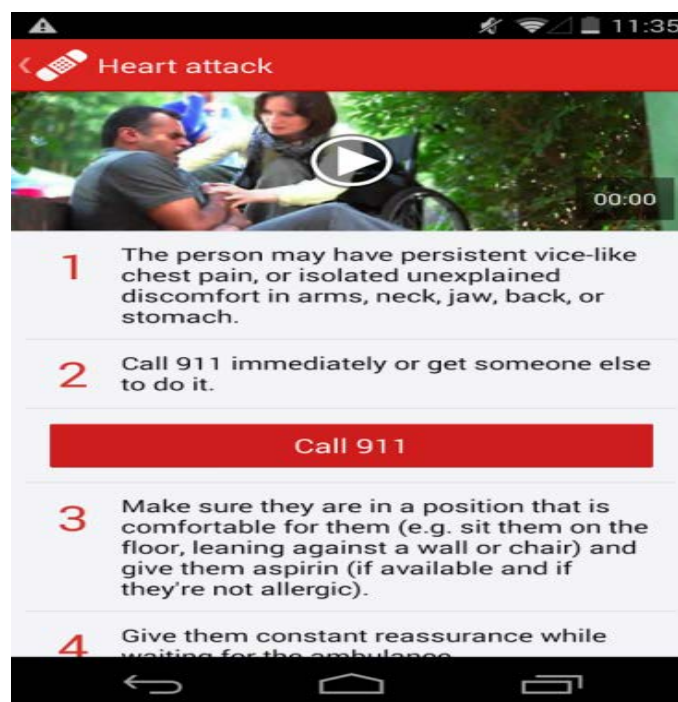 11:35
Heart attack
00:00
1 The person may have persistent vice-like
chest pain, or isolated unexplained
discomfort in arms, neck, jaw, back, or
stomach.
2 Call 911 immediately or get someone else
to do it.
Call 911
3 Make sure they are in a position that is
comfortable for them (e.g. sit them on the
floor, leaning against a wall or chair) and
give them aspirin (if available and if
they're not allergic).
4 Give them constant reassurance while
waiting for the ambulance